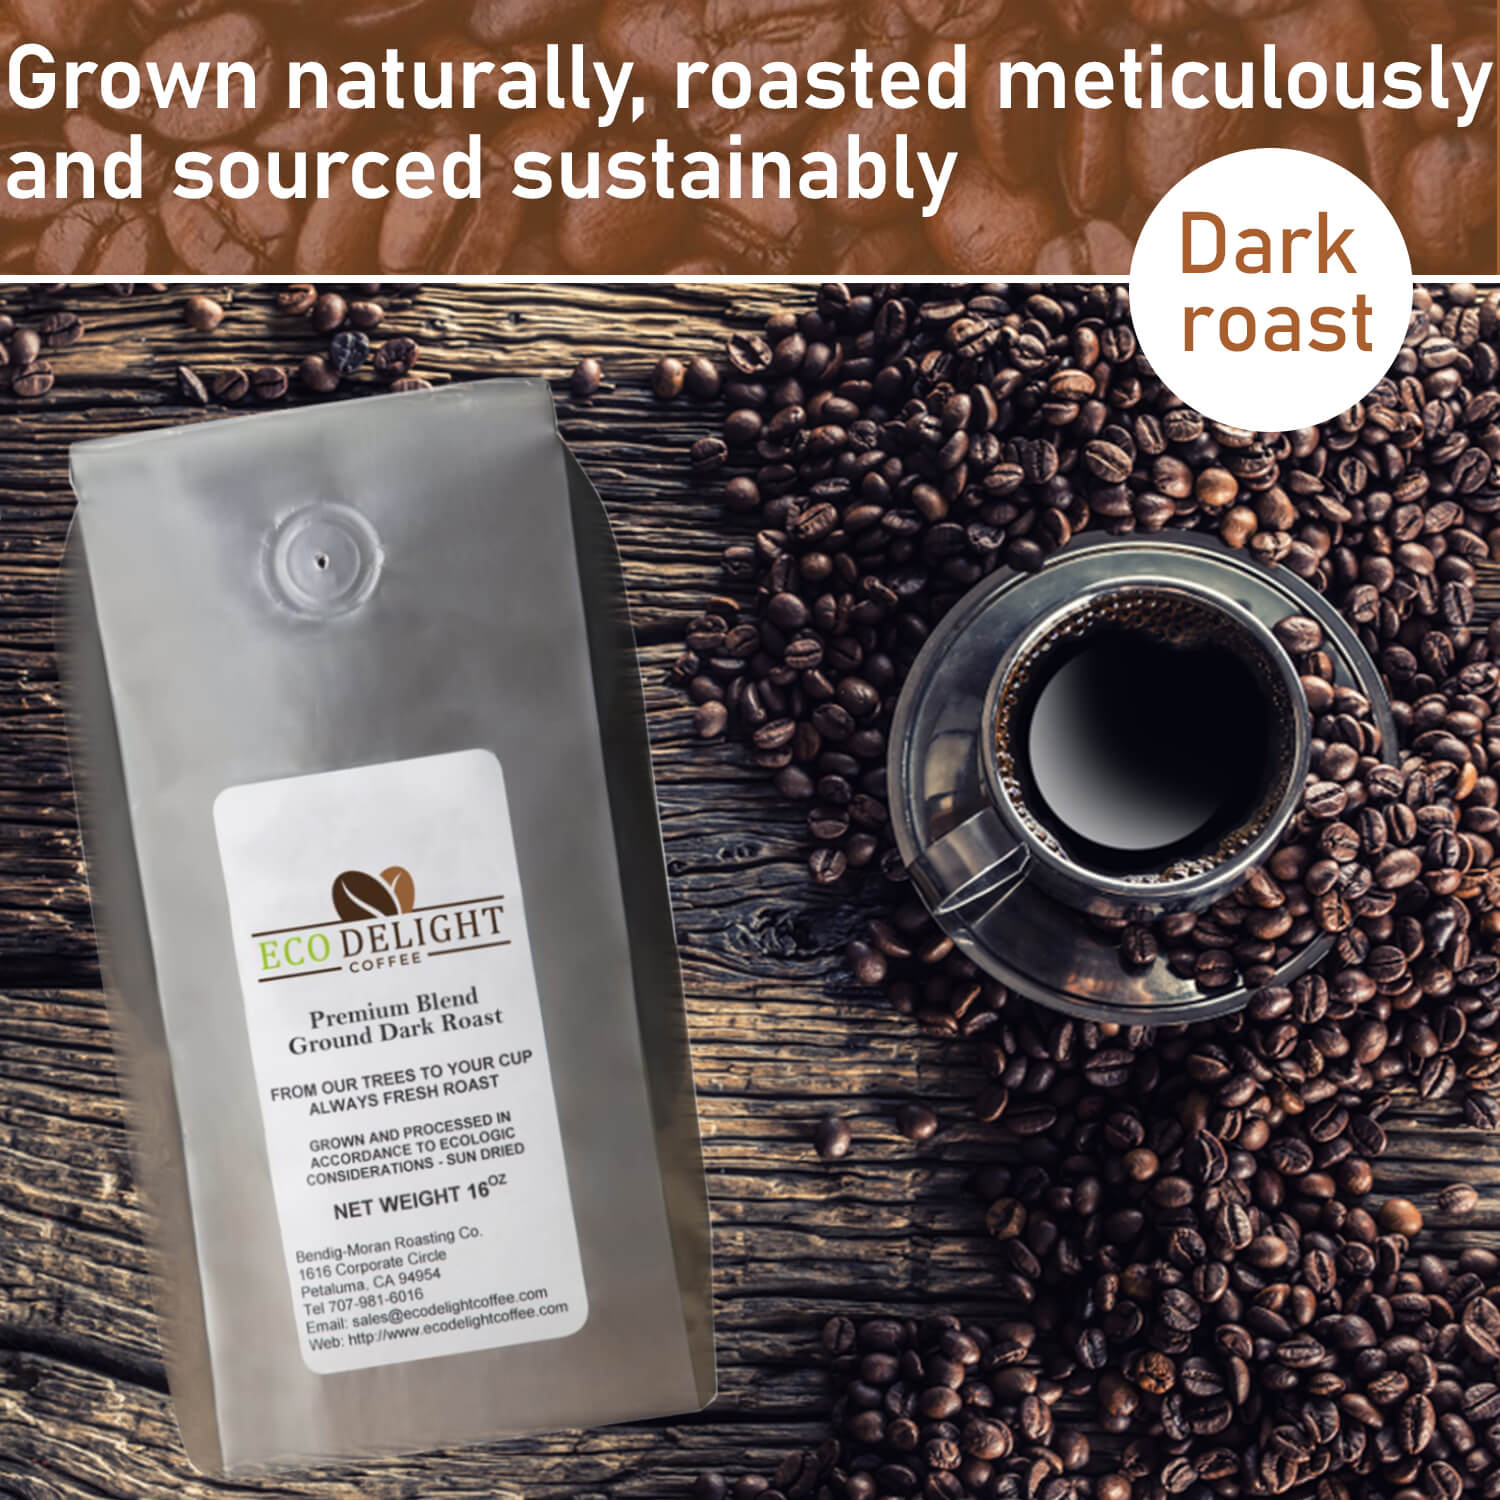 Grown naturally, roasted meticulously
and sourced sustainably
Dark
roast
ECO DELIGHT
COFFEE
Premium Blend
Ground Dark Roast
FROM OUR TREES TO YOUR CUP
ALWAYS FRESH ROAST
GROWN AND PROCESSED IN
ACCORDANCE TO ECOLOGIC
CONSIDERATIONS - SUN DRIED
NET WEIGHT 16OZ
Bendig-Moran Roasting Co.
1616 Corporate Circle
Petaluma, CA 94954
Tel 707-981-6016
Email: sales@ecodelightcoffee.com
Web: http://www.ecodelightcoffee.com